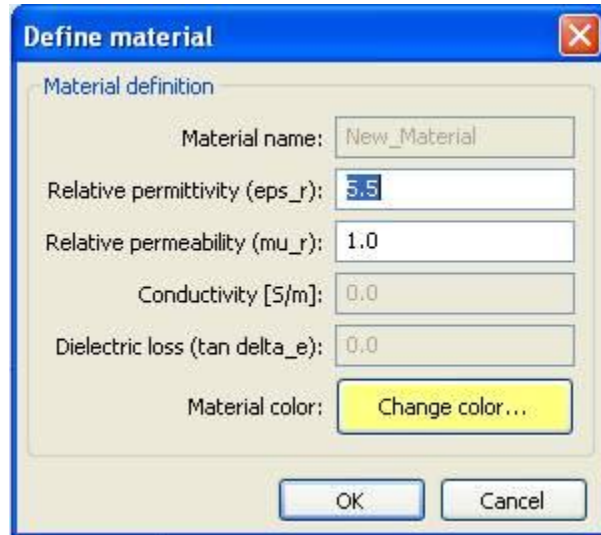 Define material
Material definition
Material name: New_Material
Relative permittivity (eps_r): 5.5
Relative permeability (mu_r): 1.0
Conductivity [S/m]: 0.0
Dielectric loss (tan delta_e): 0.0
Material color: Change color...
OK Cancel